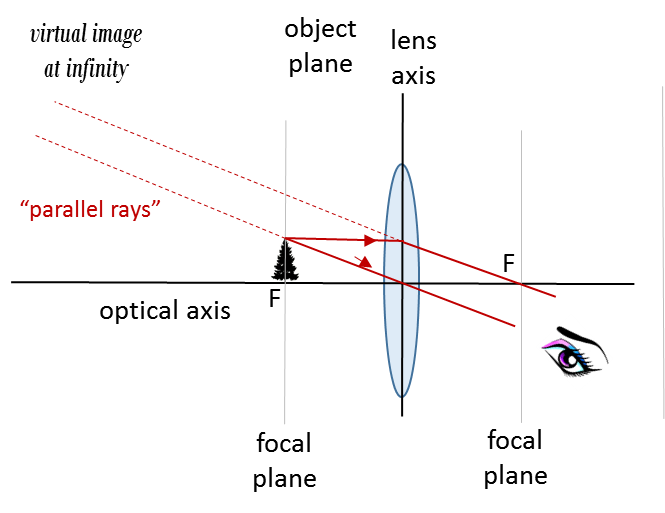 virtual image
at infinity
object
plane
lens
axis
“parallel rays”
F
F
optical axis
focal
plane
focal
plane